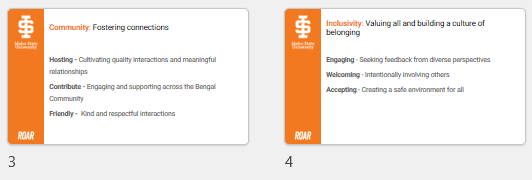 Idaho State
University
Community: Fostering connections
Hosting - Cultivating quality interactions and meaningful
relationships
Contribute - Engaging and supporting across the Bengal
Community
Friendly - Kind and respectful interactions
ROAR
3
Idaho State
University
Inclusivity: Valuing all and building a culture of
belonging
Engaging - Seeking feedback from diverse perspectives
Welcoming - Intentionally involving others
Accepting - Creating a safe environment for all
ROAR
4